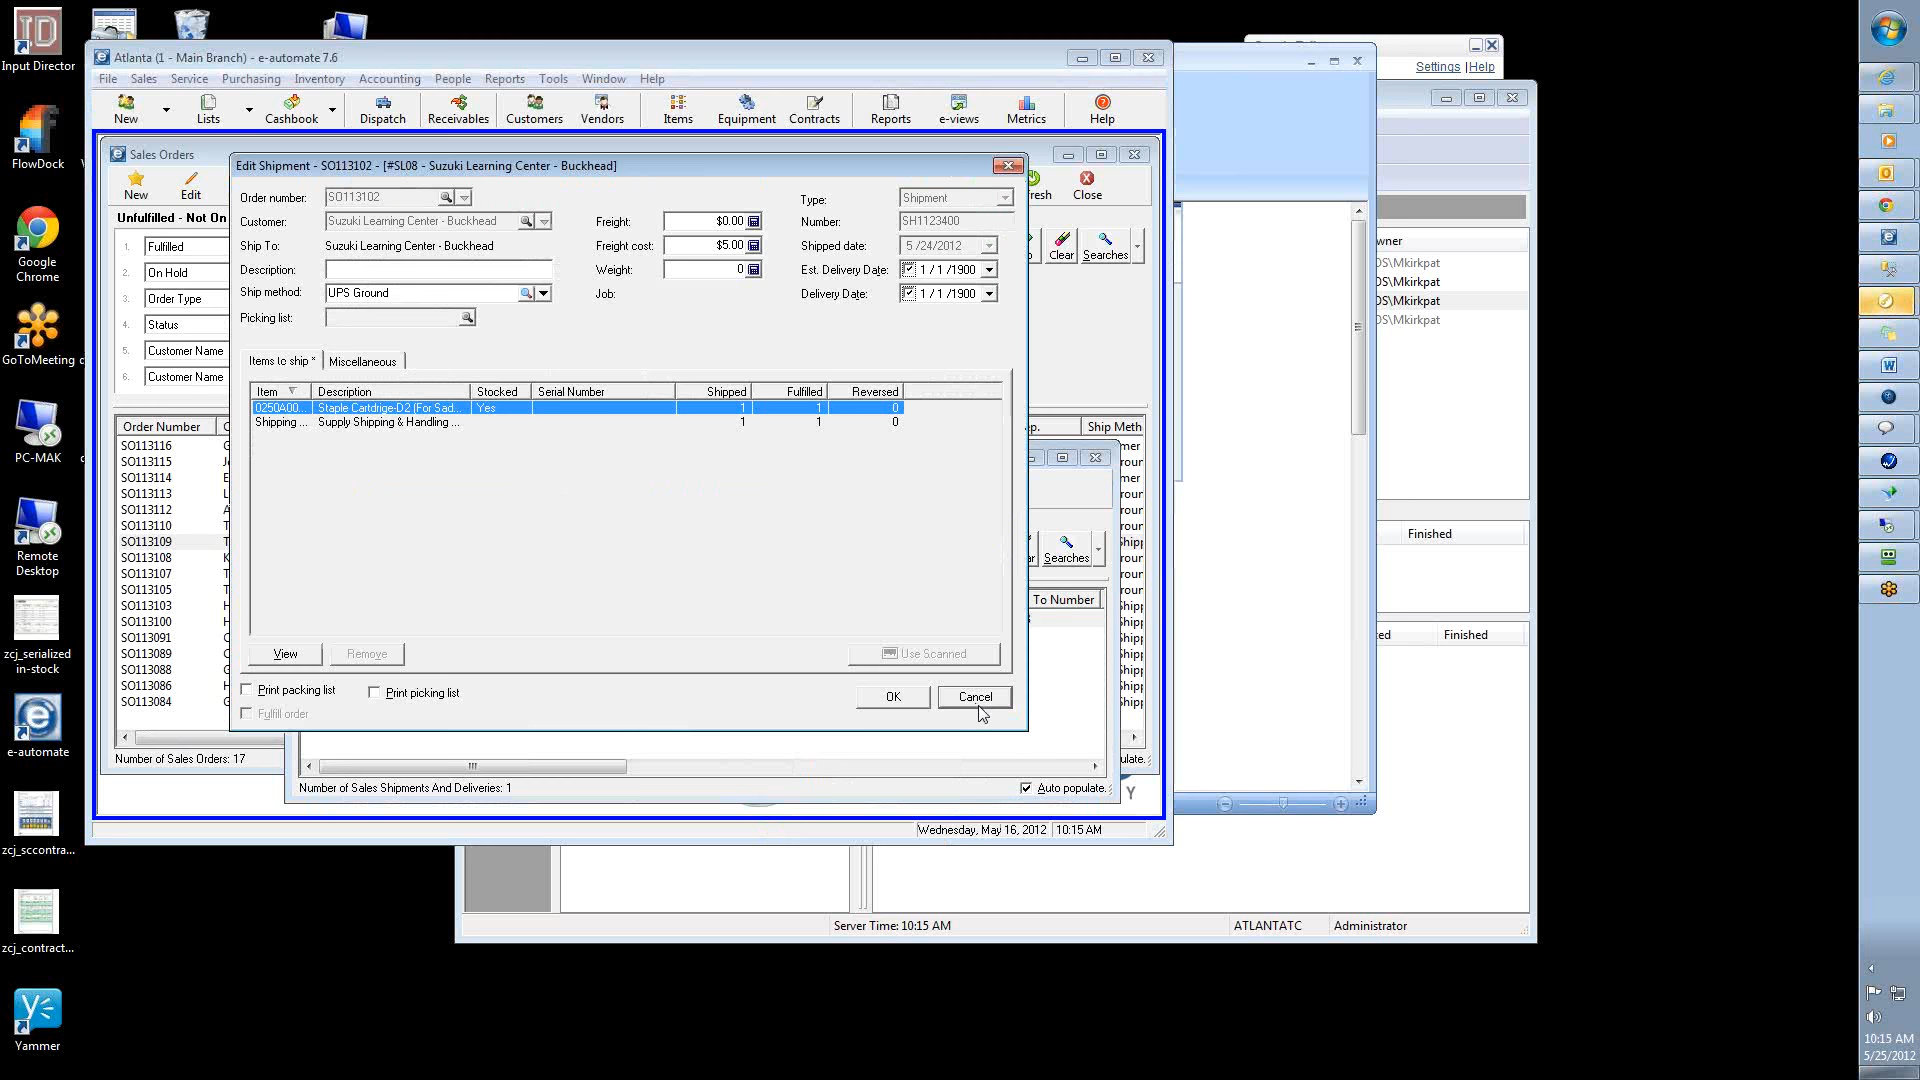 Input Director
FlowDock
Google
Chrome
GoToMeeting
PC-MAK
Remote
Desktop
zcj_serialized
in-stock
e-automate
zcj_sccontra...
zcj_contract...
Yammer
Atlanta (1 - Main Branch) - e-automate 7.6
File Sales Service Purchasing Inventory Accounting People Reports Tools Window Help
New Lists Cashbook Dispatch Receivables Customers Vendors Items Equipment Contracts Reports e-views Metrics Help
Sales Orders
New Edit Close
Unfulfilled - Not On
1. Fulfilled
2. On Hold
3. Order Type
4. Status
5. Customer Name
6. Customer Name
Clear Searches
Order Number
Ship Meth
SO113116
SO113115
SO113114
SO113113
SO113112
SO113110
SO113109
SO113108
SO113107
SO113105
SO113103
SO113100
SO113091
SO113089
SO113088
SO113086
SO113084
Number of Sales Orders: 17
Edit Shipment - SO113102 - [#SL08 - Suzuki Learning Center - Buckhead]
Order number: SO113102
Customer: Suzuki Learning Center - Buckhead
Ship To: Suzuki Learning Center - Buckhead
Description:
Ship method: UPS Ground
Picking list:
Freight: $0.00
Freight cost: $5.00
Weight: 0
Job:
Type: Shipment
Number: SH1123400
Shipped date: 5 /24/2012
Est. Delivery Date: 1 / 1 /1900
Delivery Date: 1 / 1 /1900
Items to ship * Miscellaneous
Item Description Stocked Serial Number Shipped Fulfilled Reversed
0250A00... Staple Cartdrige-D2 (For Sad... Yes 1 1 0
Shipping ... Supply Shipping & Handling ... 1 1 0
View Remove Use Scanned
Print packing list Print picking list
Fulfill order
OK Cancel
Searches
To Number
Number of Sales Shipments And Deliveries: 1
Auto populate.
Wednesday, May 16, 2012 10:15 AM
Settings | Help
DS\Mkirkpat
DS\Mkirkpat
DS\Mkirkpat
DS\Mkirkpat
Finished
Finished
Server Time: 10:15 AM ATLANTATC Administrator
10:15 AM
5/25/2012